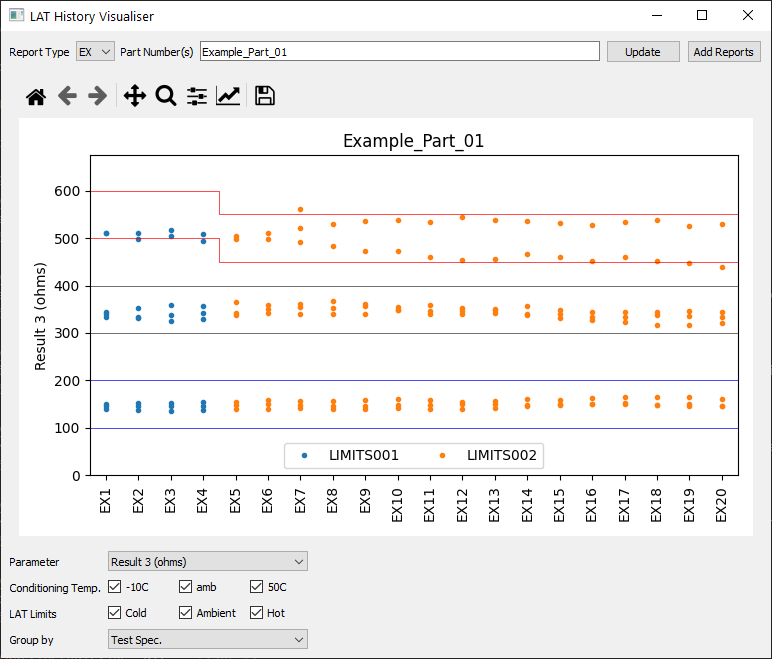 LAT History Visualiser
Report Type EX Part Number(s) Example_Part_01 Update Add Reports
Example_Part_01
Result 3 (ohms)
600
500
400
300
200
100
0
LIMITS001 LIMITS002
EX1 EX2 EX3 EX4 EX5 EX6 EX7 EX8 EX9 EX10 EX11 EX12 EX13 EX14 EX15 EX16 EX17 EX18 EX19 EX20
Parameter Result 3 (ohms)
Conditioning Temp. -10C amb 50C
LAT Limits Cold Ambient Hot
Group by Test Spec.